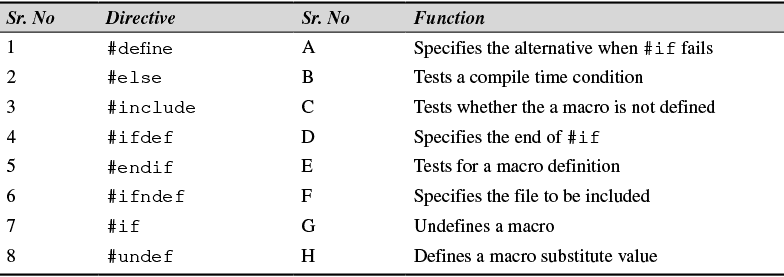 Sr. No Directive Sr. No Function
1 #define A Specifies the alternative when #if fails
2 #else B Tests a compile time condition
3 #include C Tests whether the a macro is not defined
4 #ifdef D Specifies the end of #if
5 #endif E Tests for a macro definition
6 #ifndef F Specifies the file to be included
7 #if G Undefines a macro
8 #undef H Defines a macro substitute value